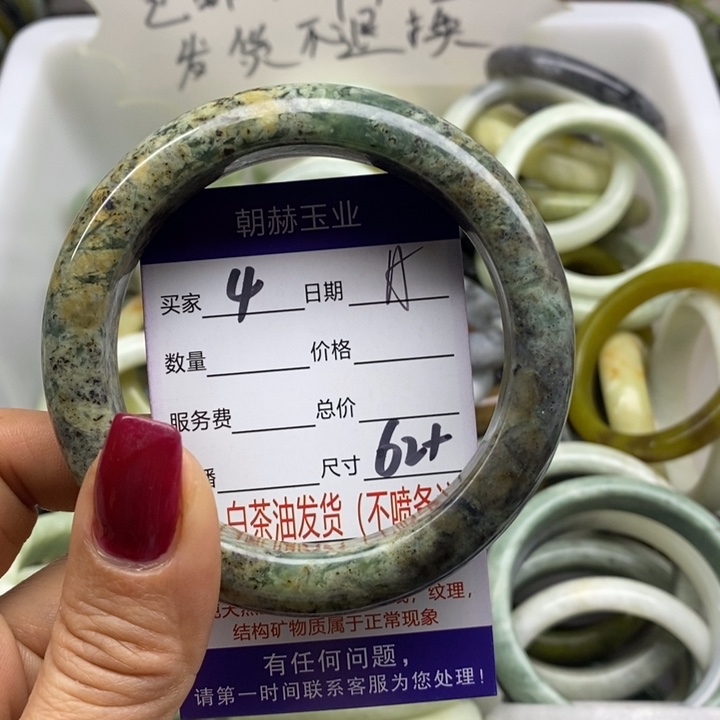 发货不退换
朝赫玉业
买家 4 日期 A
数量 价格
服务费 总价
播 尺寸 62+
白茶油发货（不喷
纹理，
结构矿物质属于正常现象
有任何问题，
请第一时间联系客服为您处理！